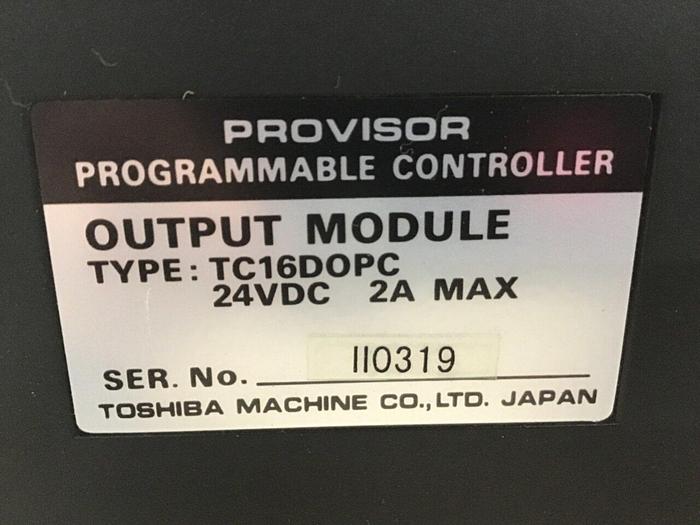 PROVISOR
PROGRAMMABLE CONTROLLER
OUTPUT MODULE
TYPE: TC16DOPC
24VDC 2A MAX
SER. No. 110319
TOSHIBA MACHINE CO.,LTD. JAPAN